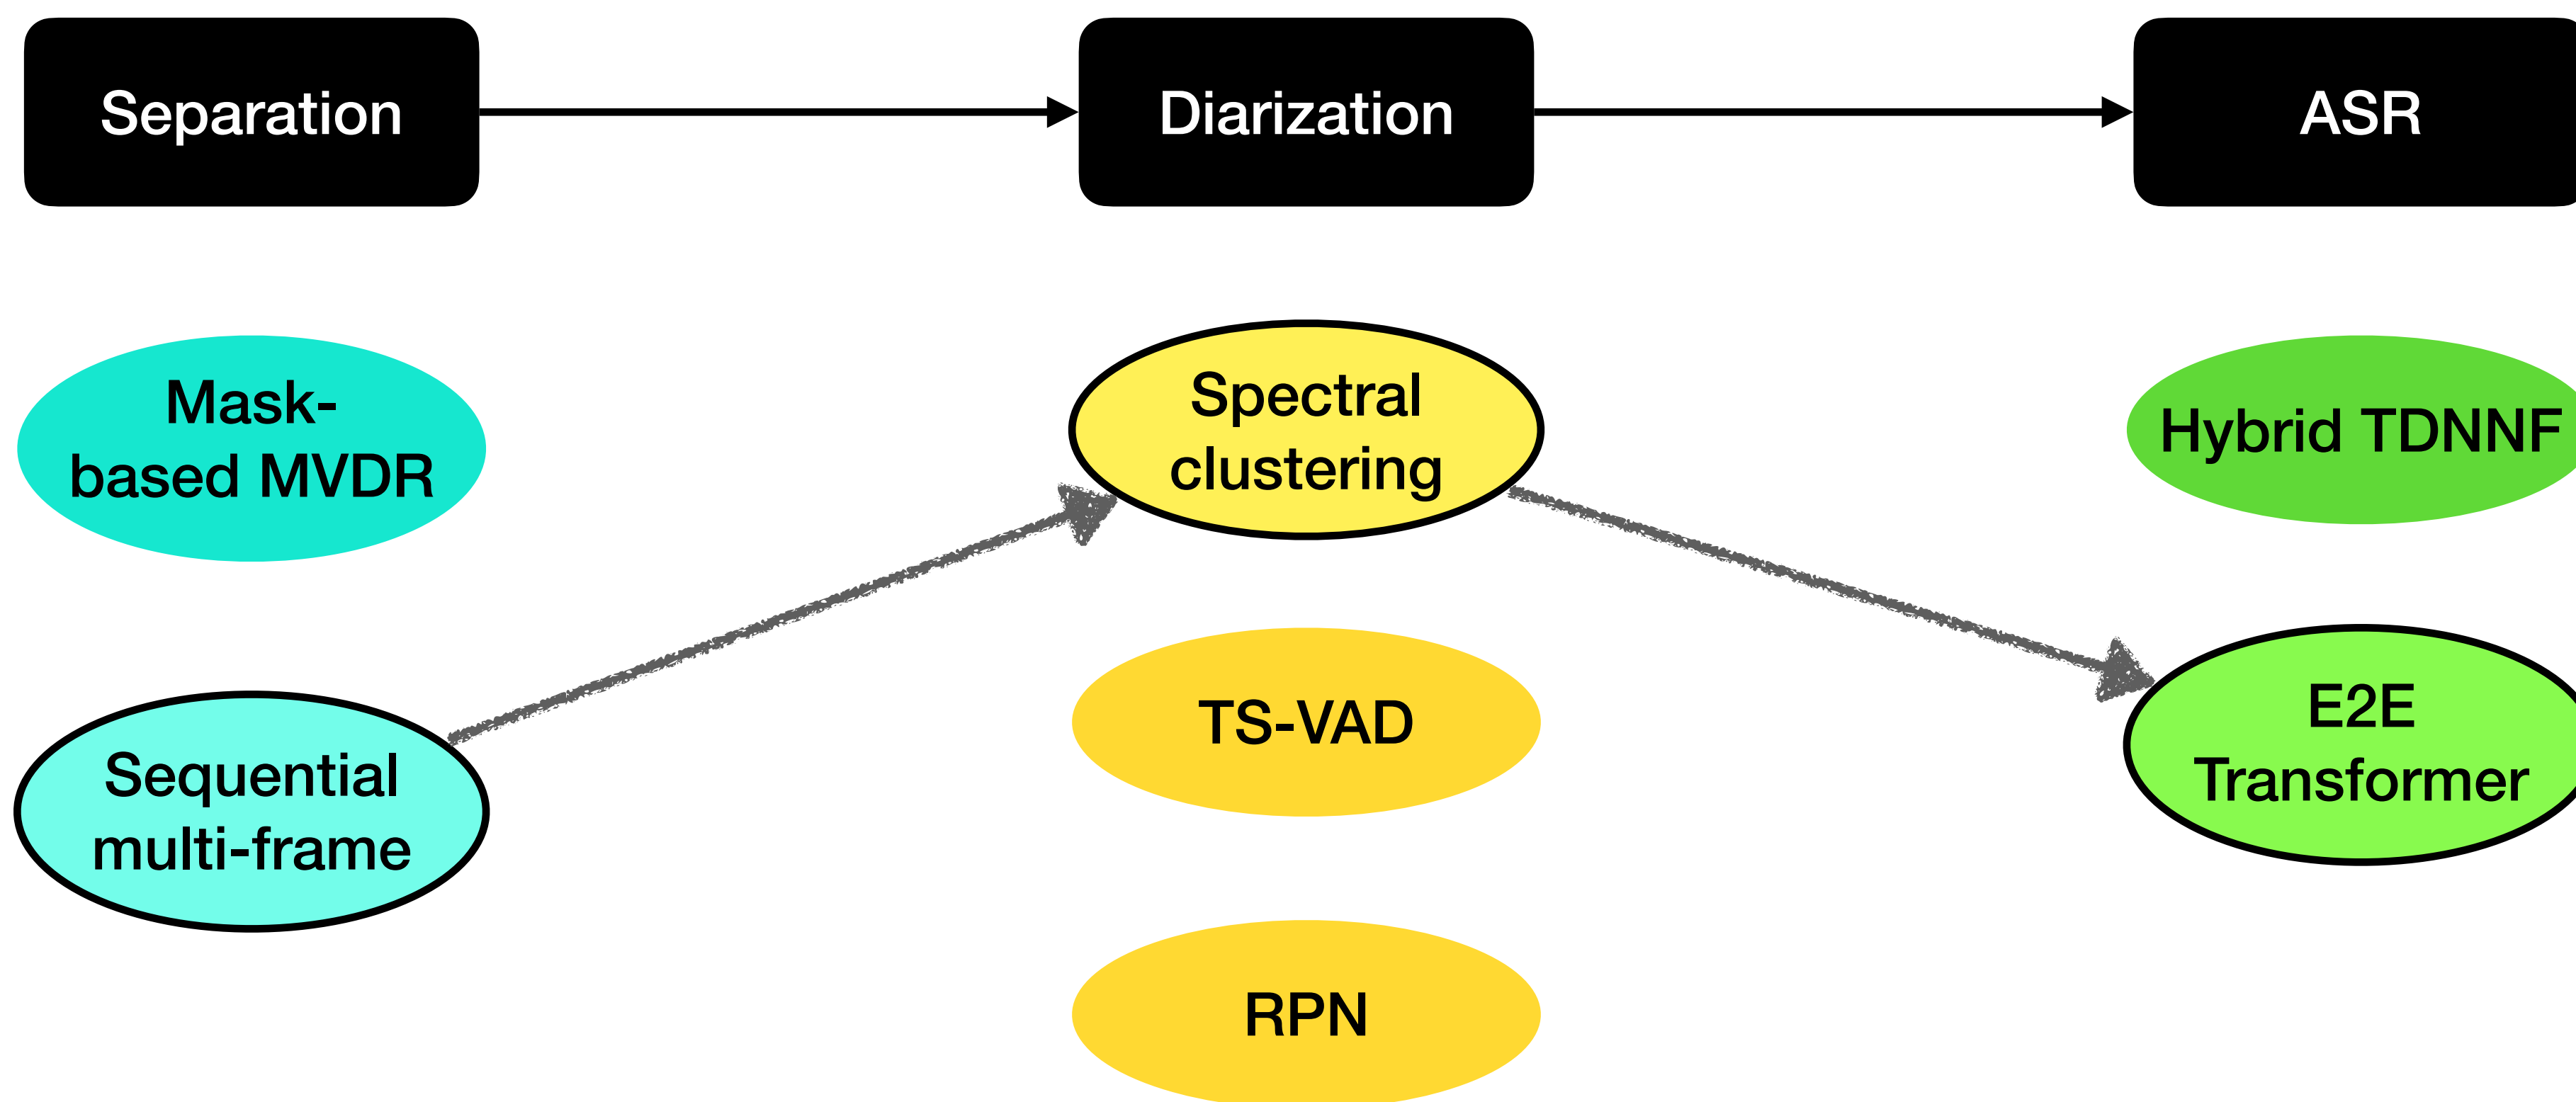 Separation
Diarization
ASR
Mask-
based MVDR
Spectral
clustering
Hybrid TDNNF
Sequential
multi-frame
TS-VAD
E2E
Transformer
RPN